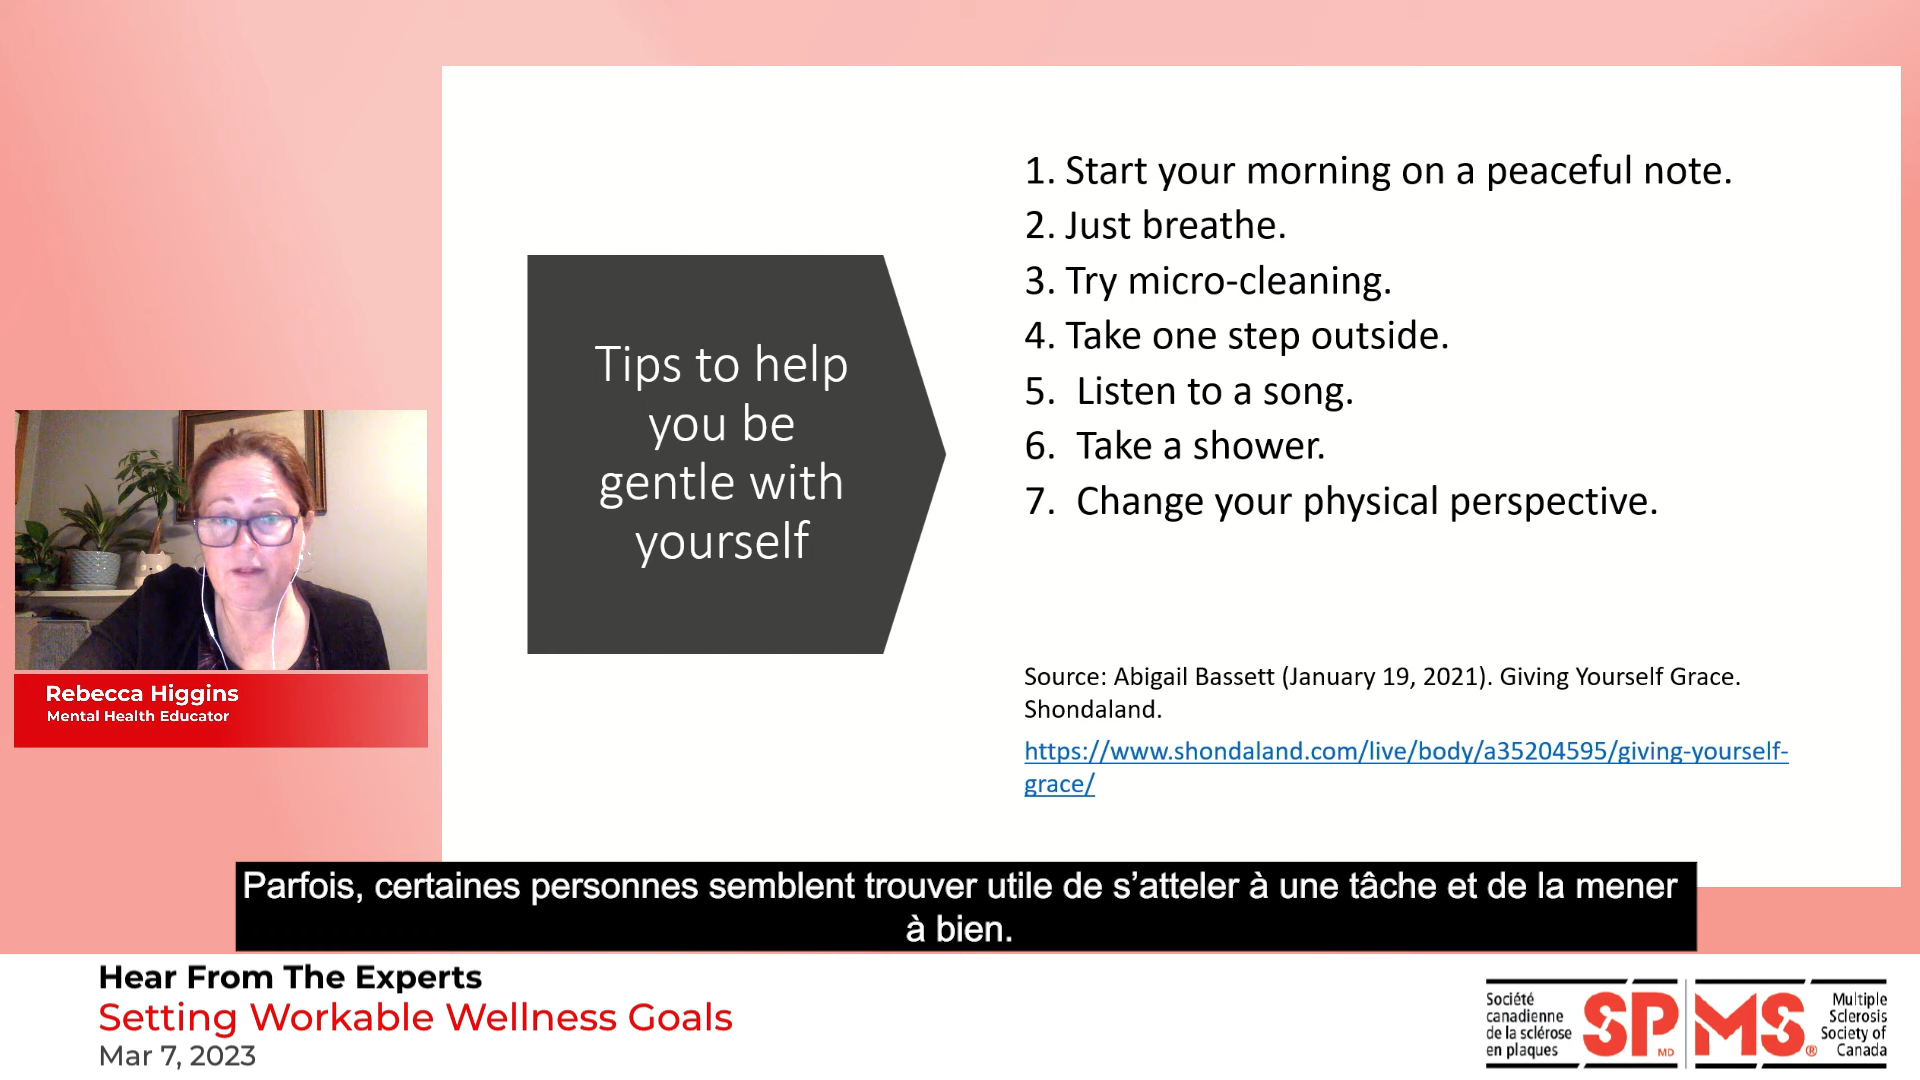 1. Start your morning on a peaceful note.
2. Just breathe.
3. Try micro-cleaning.
4. Take one step outside.
5. Listen to a song.
6. Take a shower.
7. Change your physical perspective.
Tips to help
you be
gentle with
yourself
Source: Abigail Bassett (January 19, 2021). Giving Yourself Grace.
Shondaland.
https://www.shondaland.com/live/body/a35204595/giving-yourself-
grace/
Rebecca Higgins
Mental Health Educator
Parfois, certaines personnes semblent trouver utile de s’atteler à une tâche et de la mener
à bien.
Hear From The Experts
Setting Workable Wellness Goals
Mar 7, 2023
Société
canadienne
de la sclérose
en plaques
SP MD
MS ®
Multiple
Sclerosis
Society of
Canada